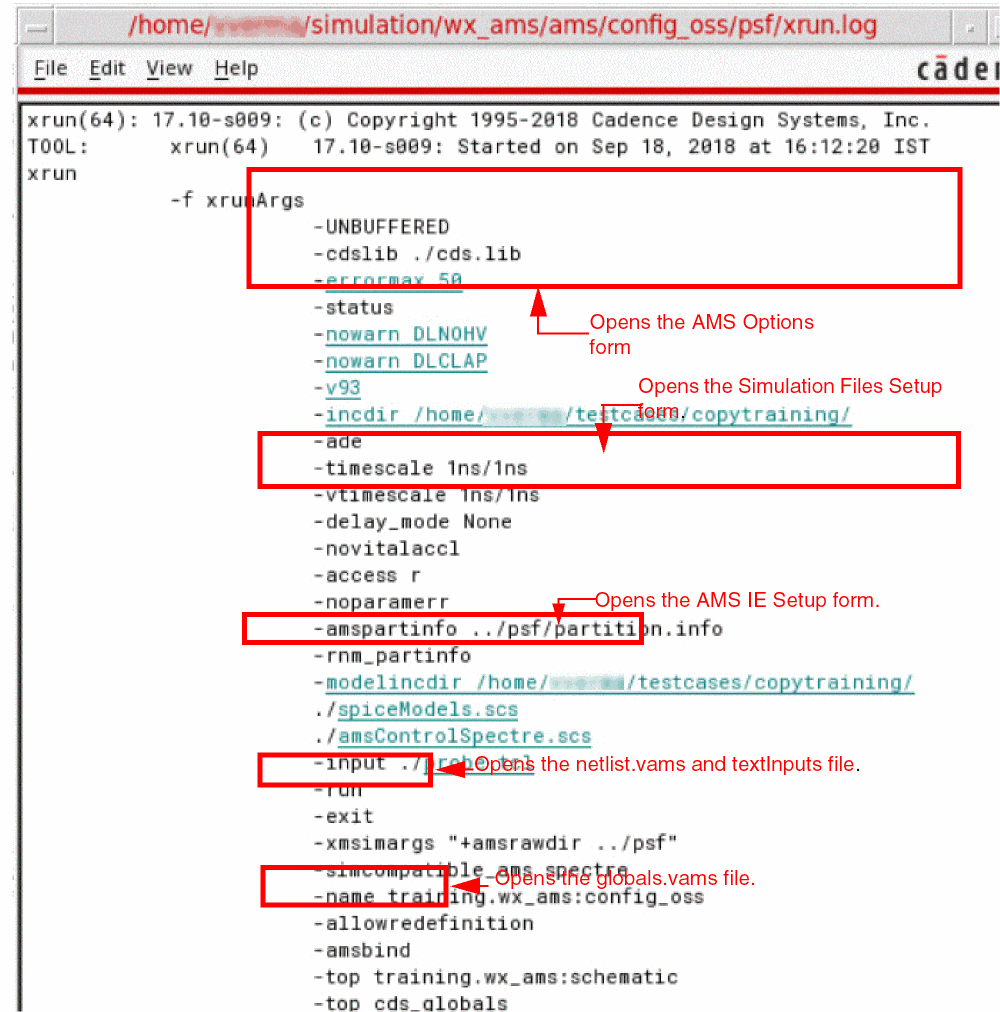 /home/ /simulation/wx_ams/ams/config_oss/psf/xrun.log
File Edit View Help
cāden
xrun(64): 17.10-s009: (c) Copyright 1995-2018 Cadence Design Systems, Inc.
TOOL: xrun(64) 17.10-s009: Started on Sep 18, 2018 at 16:12:20 IST
xrun
-f xrunArgs
-UNBUFFERED
-cdslib ./cds.lib
-errormax 50
-status
Opens the AMS Options
form
-nowarn DLNOHV
-nowarn DLCLAP
-v93
Opens the Simulation Files Setup
form.
-incdir /home/ /testcases/copytraining/
-ade
-timescale 1ns/1ns
-vtimescale 1ns/1ns
-delay_mode None
-novitalaccl
-access r
-noparamerr
Opens the AMS IE Setup form.
-amspartinfo ../psf/partition.info
-rnm_partinfo
-modelincdir /home/ /testcases/copytraining/
./spiceModels.scs
./amsControlSpectre.scs
-input ./probe.tcl
Opens the netlist.vams and textInputs file.
-run
-exit
-xmsimargs "+amsrawdir ../psf"
-simcompatible_ams spectre
Opens the globals.vams file.
-name training.wx_ams:config_oss
-allowredefinition
-amsbind
-top training.wx_ams:schematic
-top cds_globals